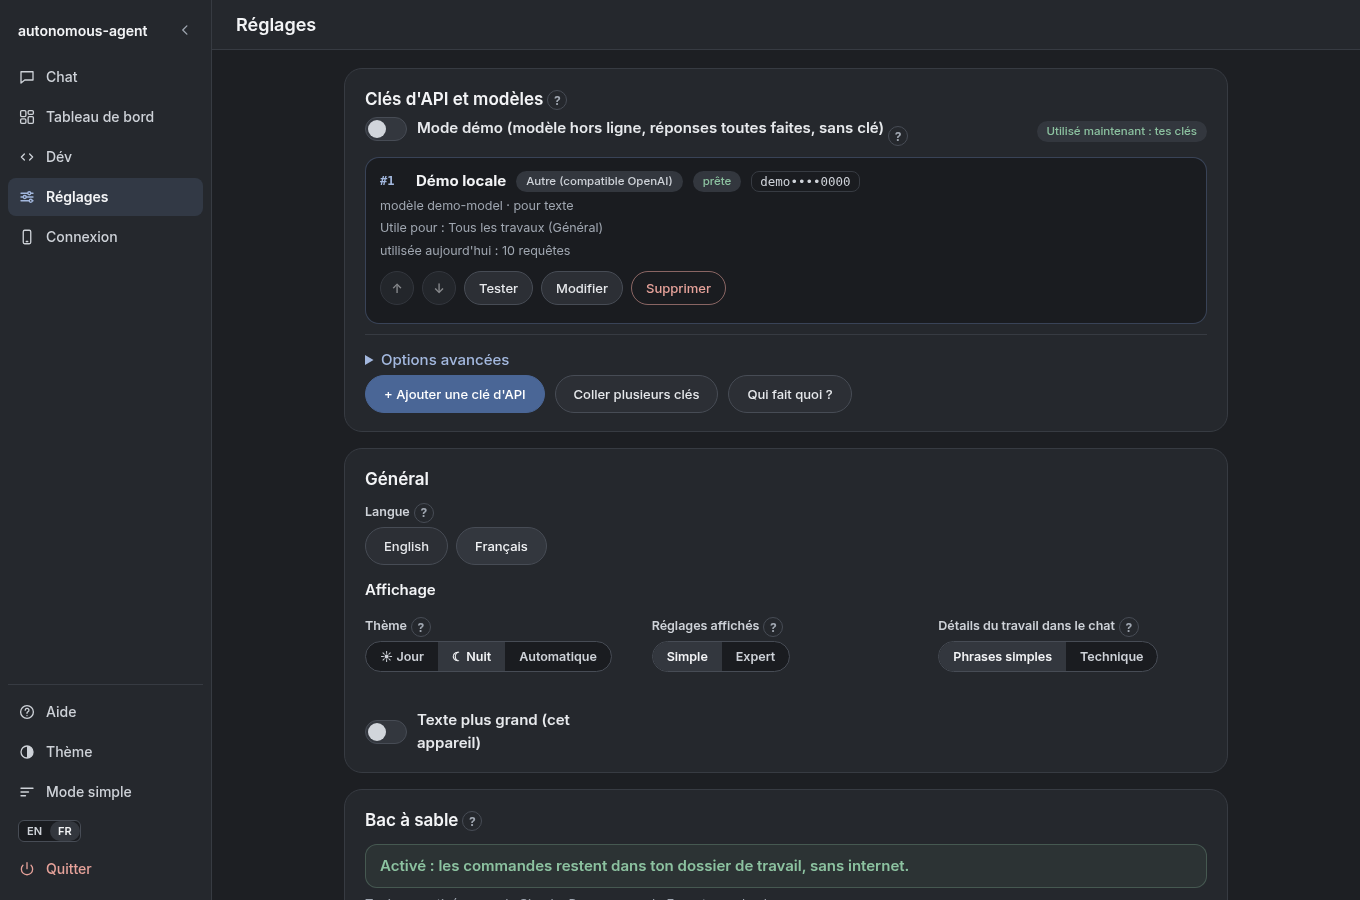 autonomous-agent
Chat
Tableau de bord
Dév
Réglages
Connexion
Aide
Thème
Mode simple
EN FR
Quitter
Réglages
Clés d'API et modèles ?
Mode démo (modèle hors ligne, réponses toutes faites, sans clé) ?
Utilisé maintenant : tes clés
#1 Démo locale Autre (compatible OpenAI) prête demo••••0000
modèle demo-model · pour texte
Utile pour : Tous les travaux (Général)
utilisée aujourd'hui : 10 requêtes
↑ ↓ Tester Modifier Supprimer
▶ Options avancées
+ Ajouter une clé d'API Coller plusieurs clés Qui fait quoi ?
Général
Langue ?
English Français
Affichage
Thème ? Réglages affichés ? Détails du travail dans le chat ?
☀ Jour ☾ Nuit Automatique Simple Expert Phrases simples Technique
Texte plus grand (cet
appareil)
Bac à sable ?
Activé : les commandes restent dans ton dossier de travail, sans internet.